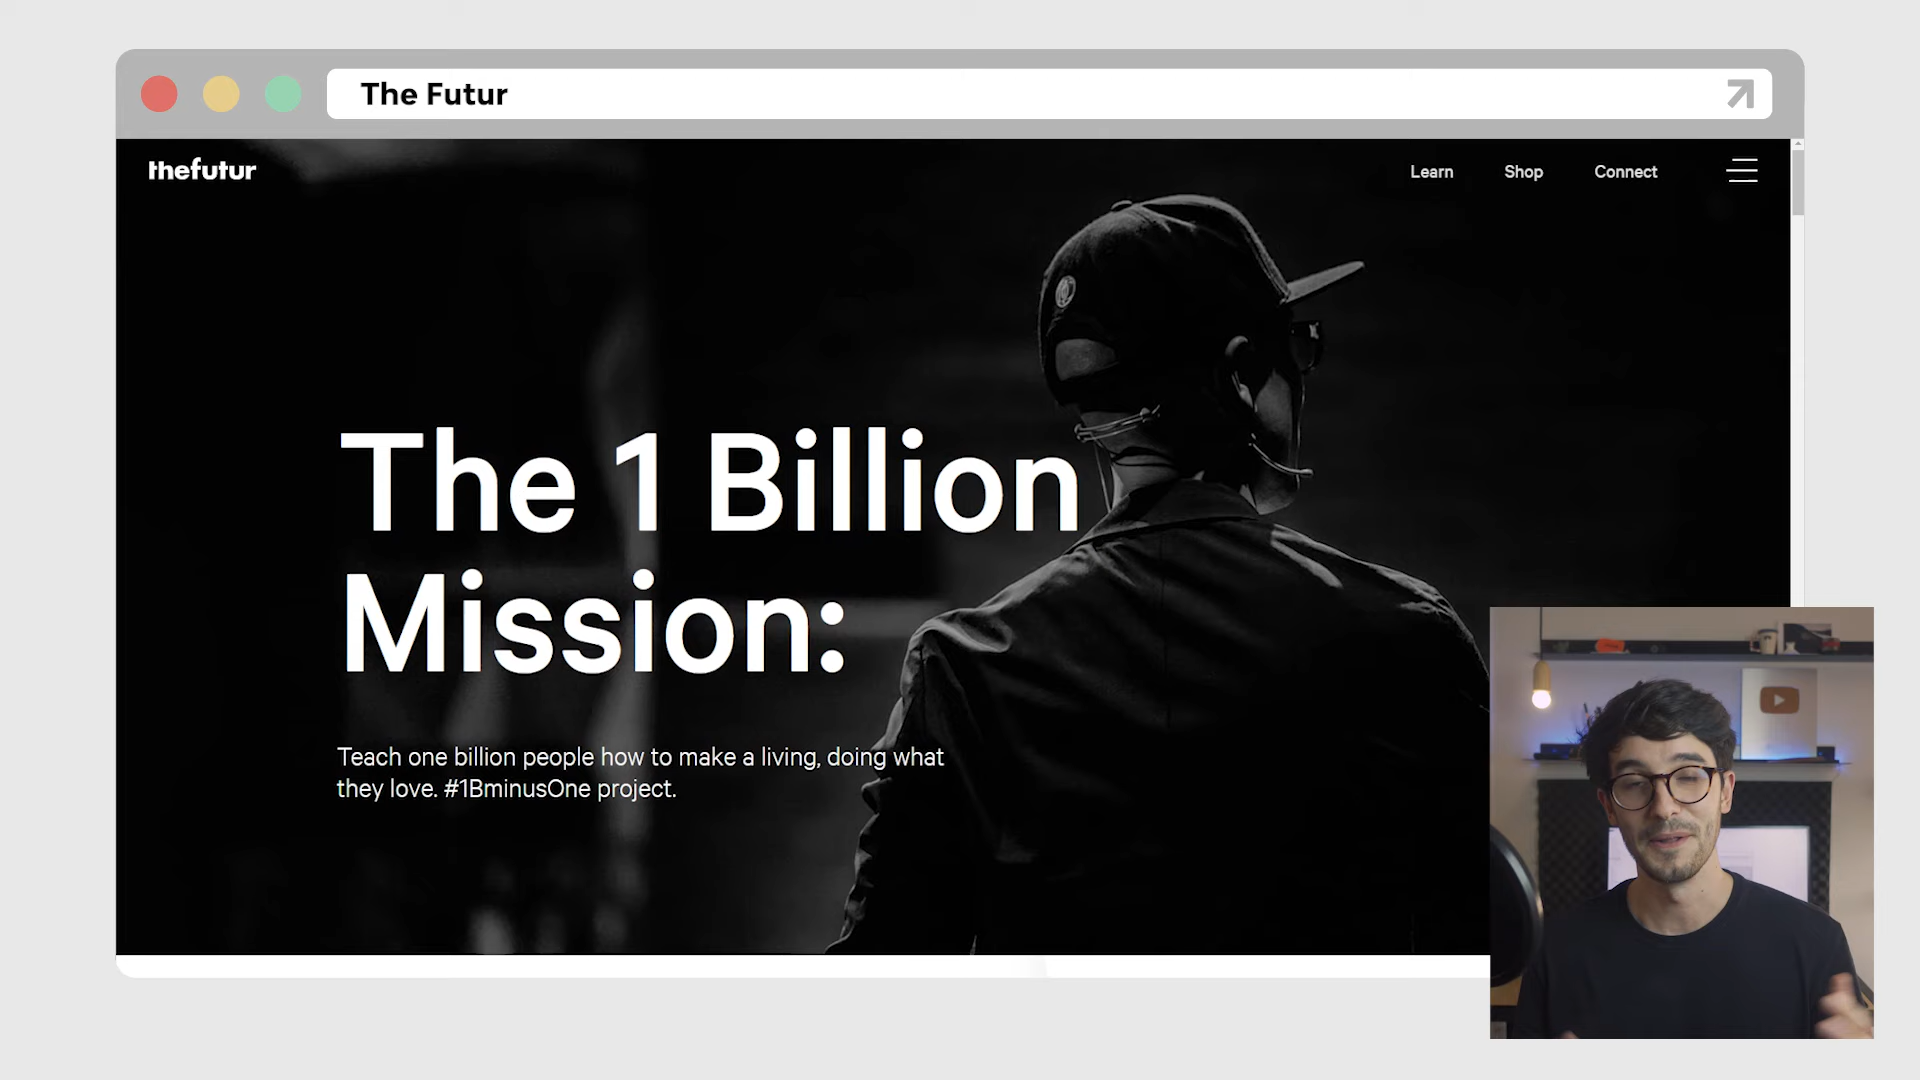 The Futur
thefutur
Learn Shop Connect
The 1 Billion
Mission:
Teach one billion people how to make a living, doing what
they love. #1BminusOne project.